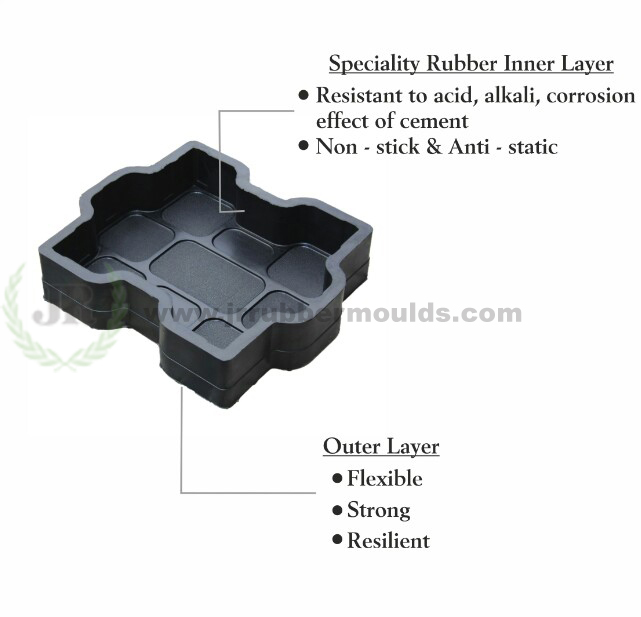 Speciality Rubber Inner Layer
● Resistant to acid, alkali, corrosion
effect of cement
● Non - stick & Anti - static
JR www.jrrubbermoulds.com
Outer Layer
● Flexible
● Strong
● Resilient